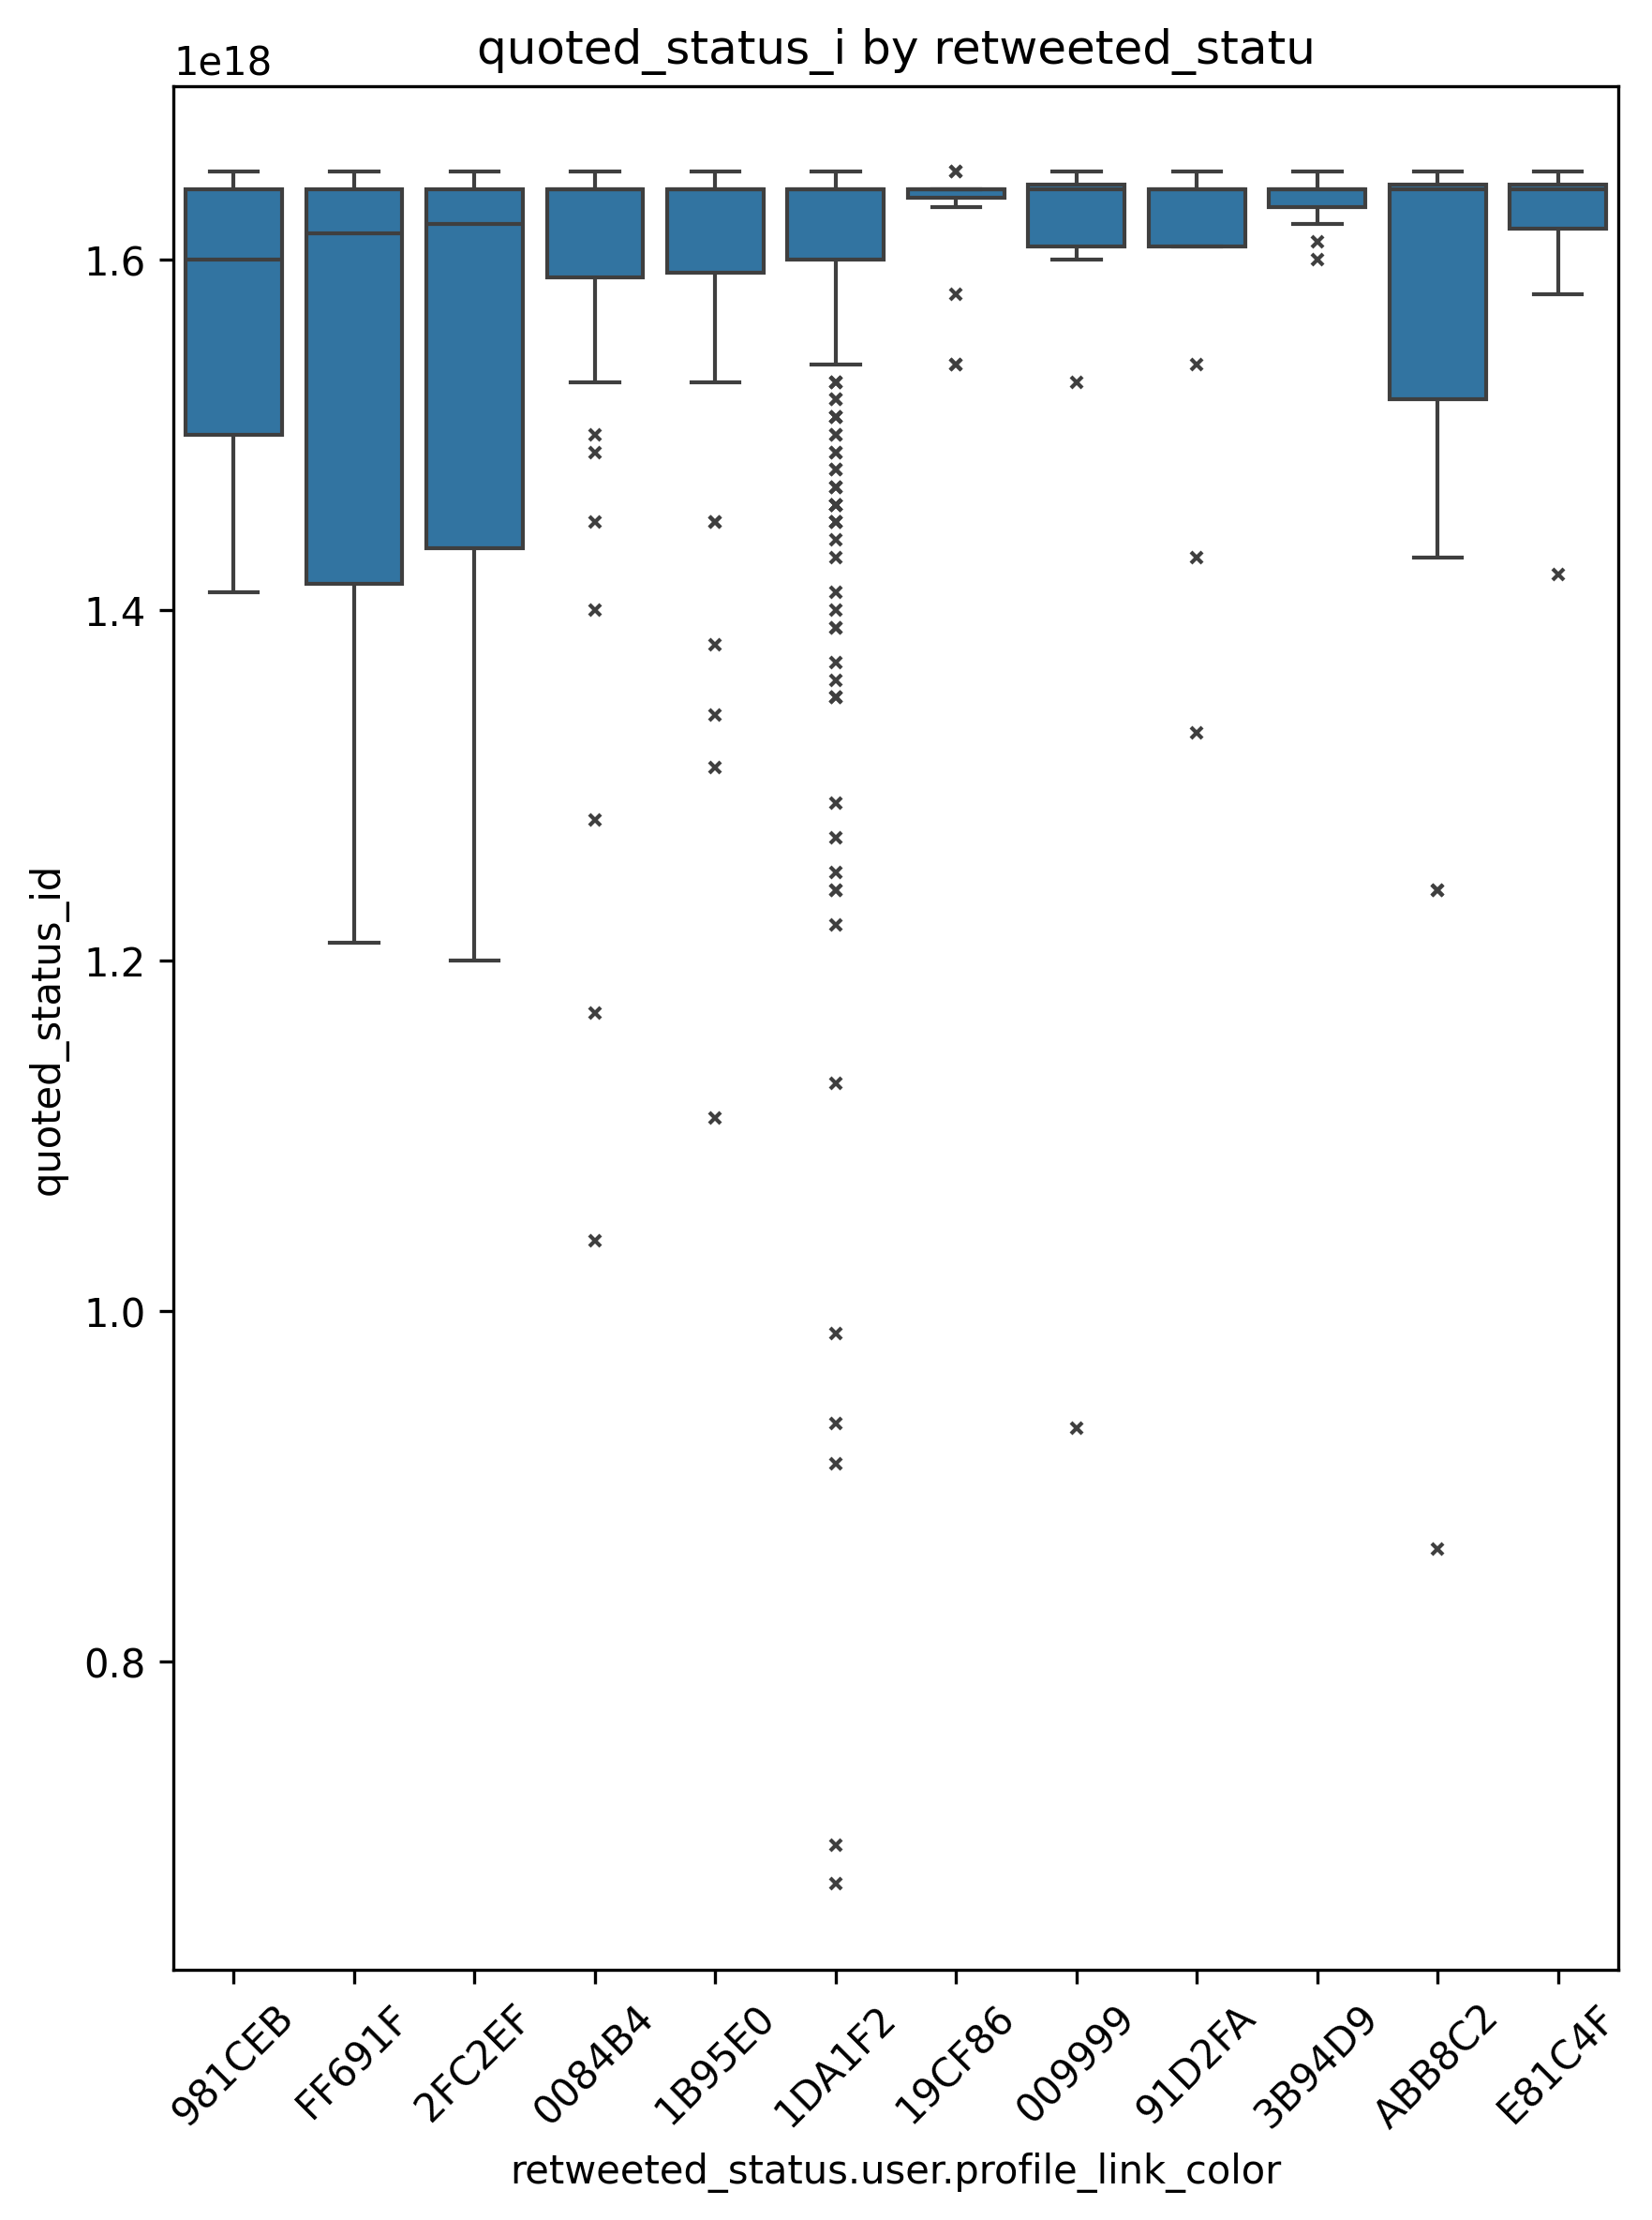 quoted_status_i by retweeted_statu
1e18
1.6
1.4
1.2
1.0
0.8
quoted_status_id
981CEB
FF691F
2FC2EF
0084B4
1B95E0
1DA1F2
19CF86
009999
91D2FA
3B94D9
ABB8C2
E81C4F
retweeted_status.user.profile_link_color